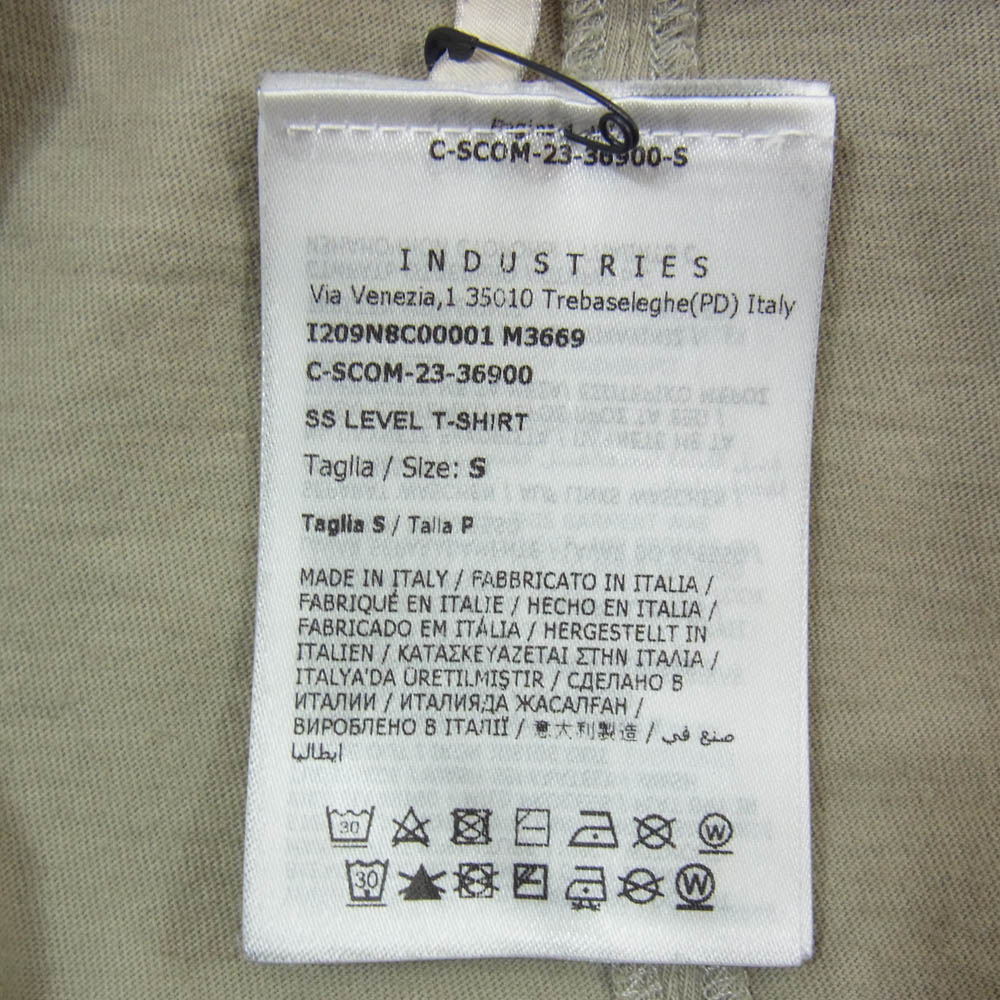 C-SCOM-23-36900-S
INDUSTRIES
Via Venezia,1 35010 Trebaseleghe(PD) Italy
I209N8C00001 M3669
C-SCOM-23-36900
SS LEVEL T-SHIRT
Taglia / Size: S
Taglia S / Talla P
MADE IN ITALY / FABBRICATO IN ITALIA /
FABRIQUÉ EN ITALIE / HECHO EN ITALIA /
FABRICADO EM ITÁLIA / HERGESTELLT IN
ITALIEN / ΚΑΤΑΣΚΕΥΑΖΕΤΑΙ ΣΤΗΝ ΙΤΑΛΙΑ /
ITALYA'DA ÜRETILMIŞTIR / СДЕЛАНО В
ИТАЛИИ / ИТАЛИЯДА ЖАСАЛҒАН /
ВИРОБЛЕНО В ІТАЛІЇ / 意大利製造 / صنع في
ايطاليا
30 W
30 W